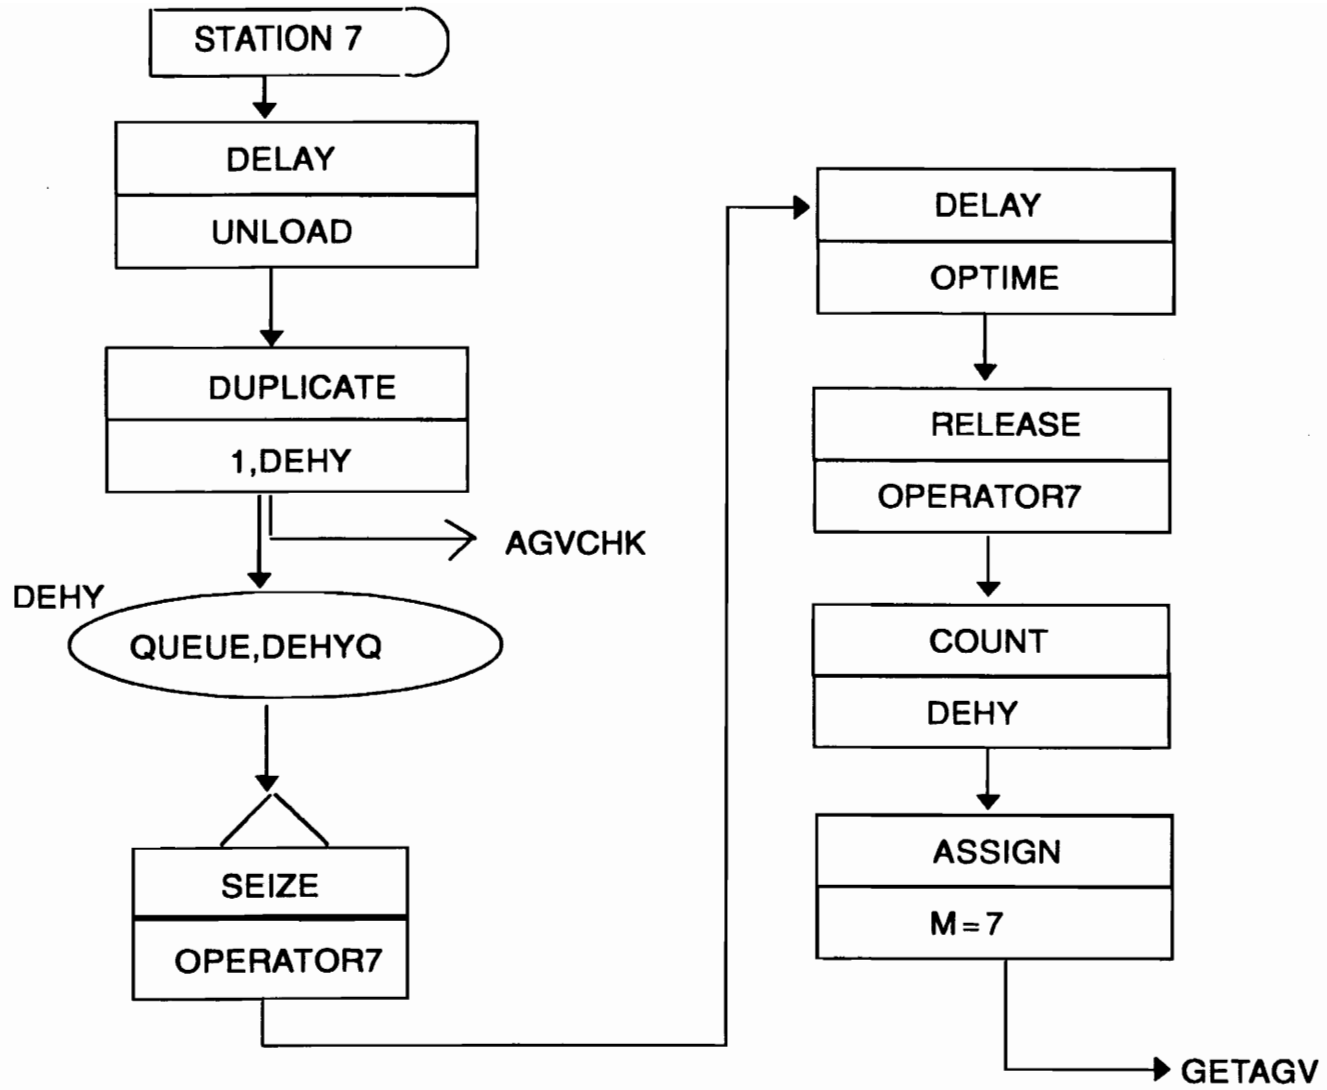 STATION 7
DELAY
UNLOAD
DUPLICATE
1,DEHY
AGVCHK
DEHY
QUEUE,DEHYQ
SEIZE
OPERATOR7
DELAY
OPTIME
RELEASE
OPERATOR7
COUNT
DEHY
ASSIGN
M=7
GETAGV